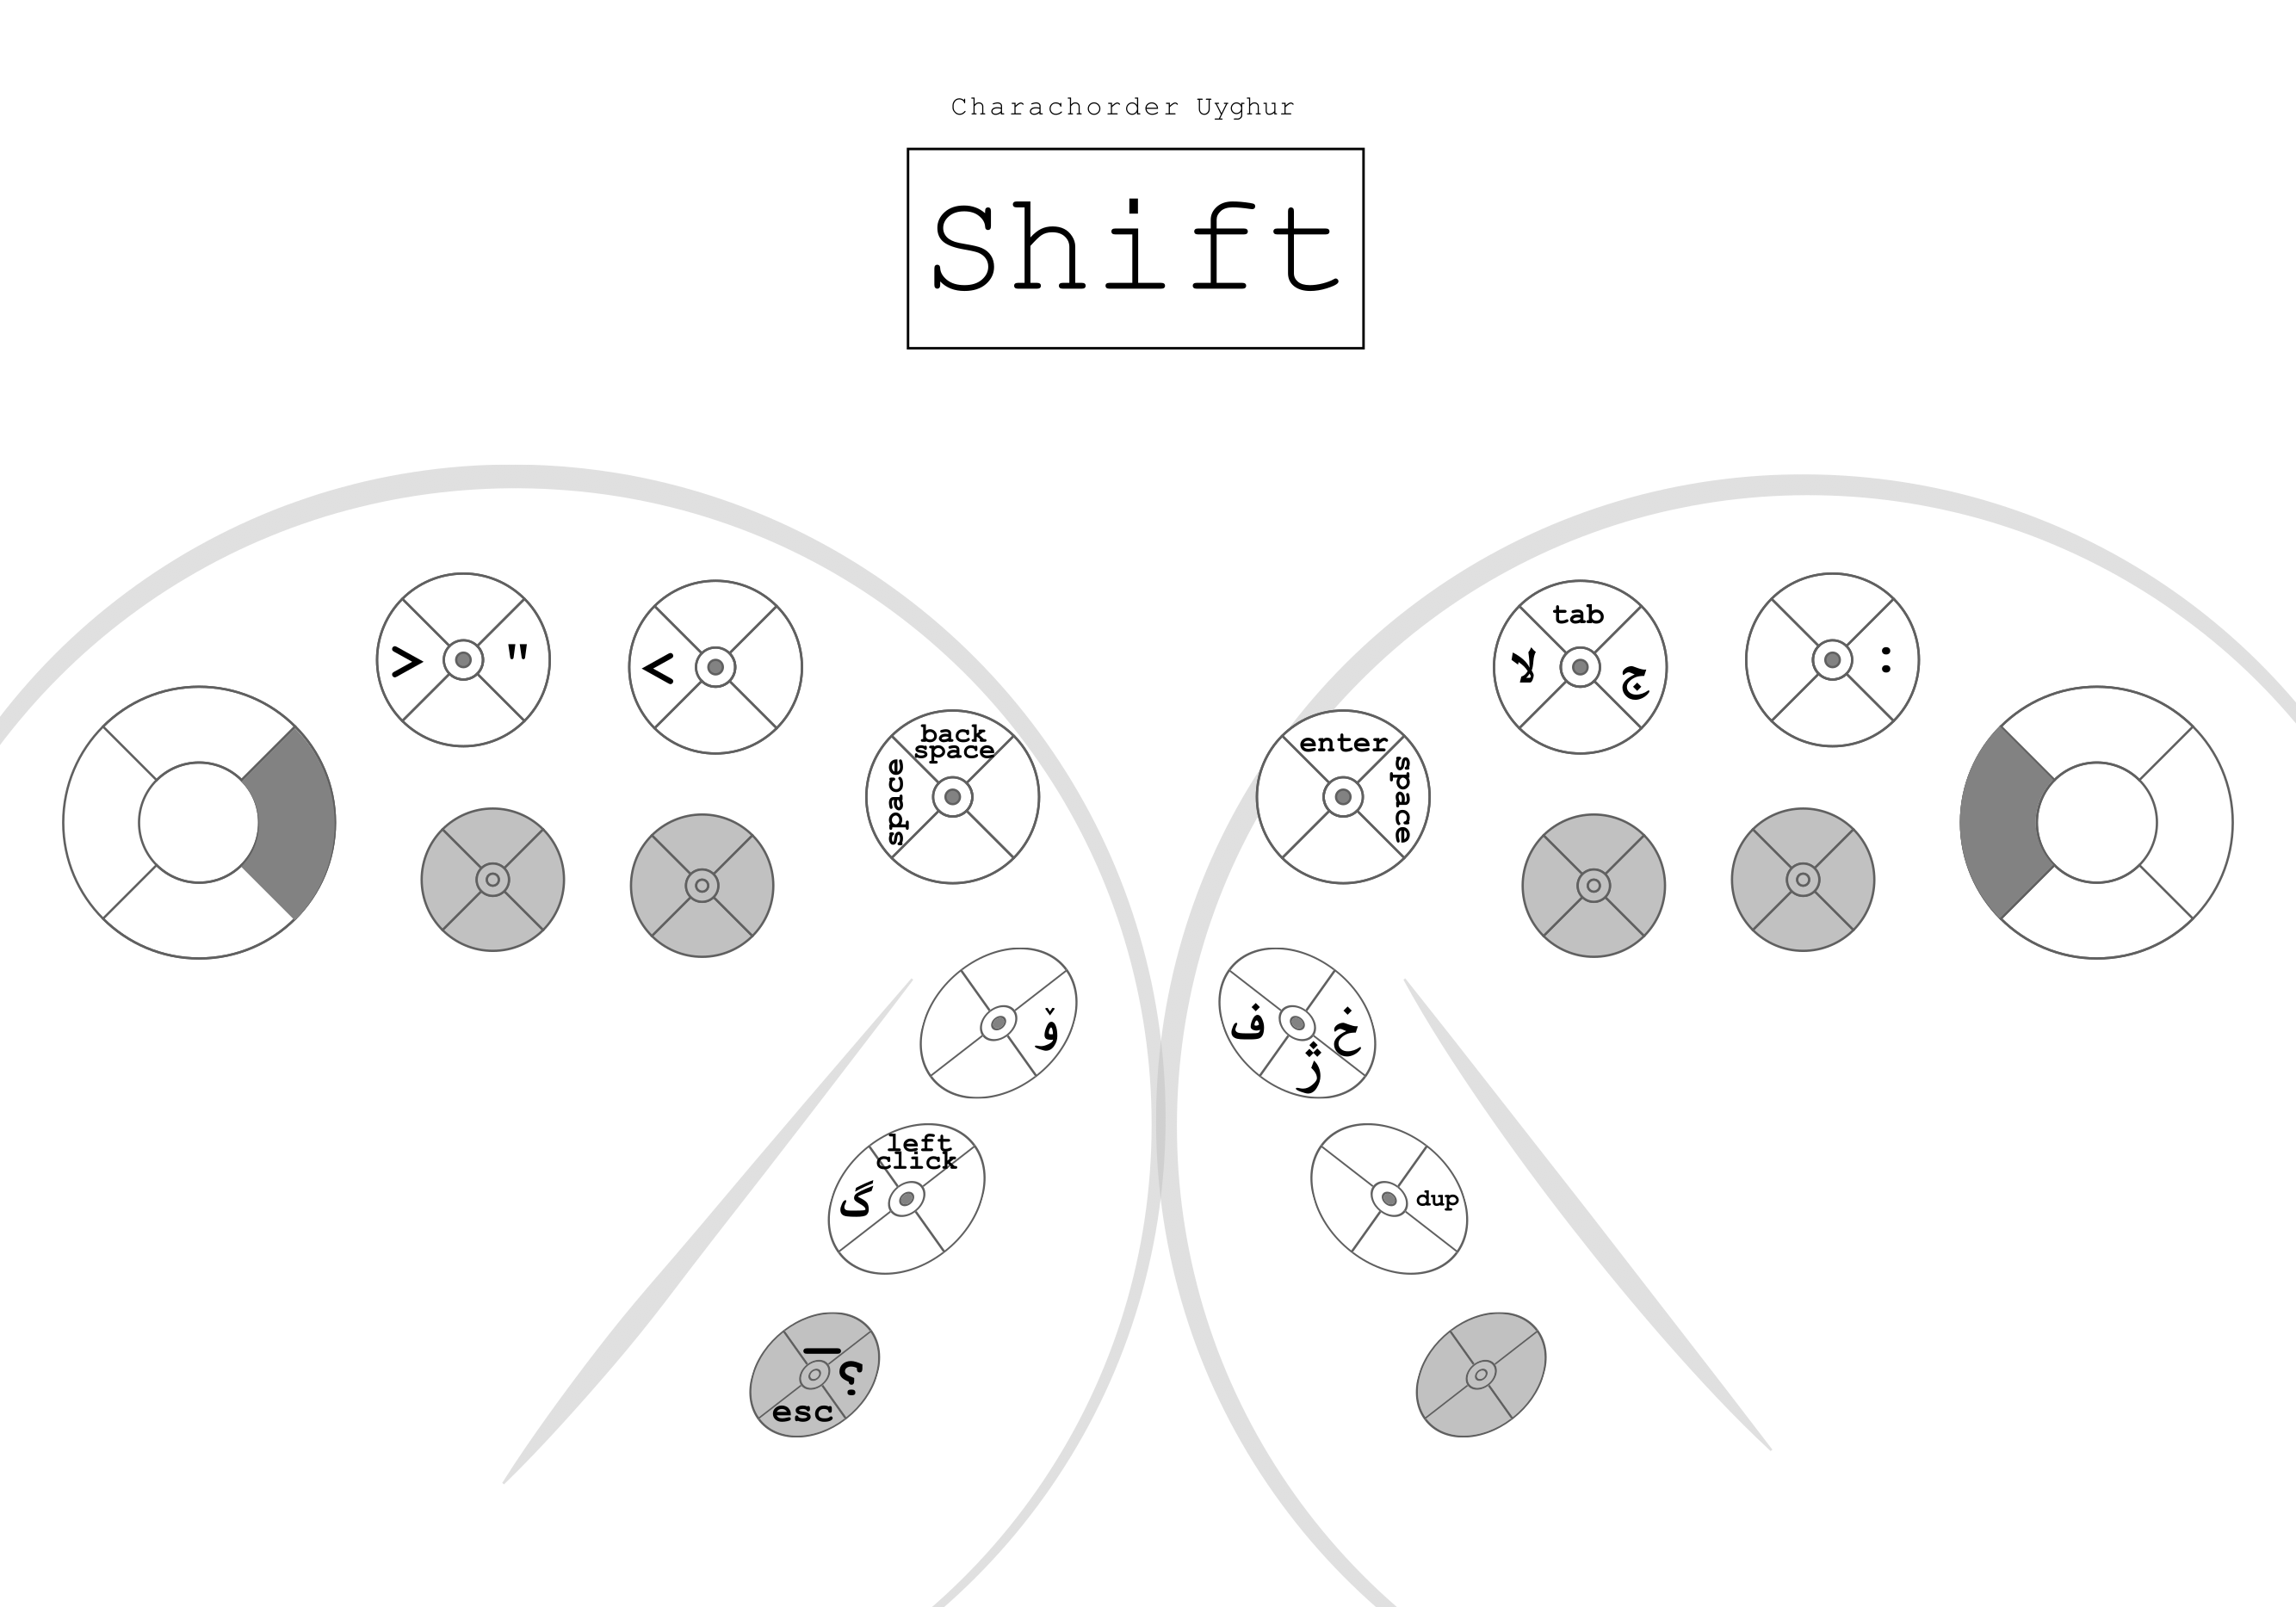 Charachorder Uyghur
Shift
> "
<
back
space
space
enter
space
tab
لا ج
:
ۋ
ف خ
ژ
left
click
گ
dup
_
؟
esc